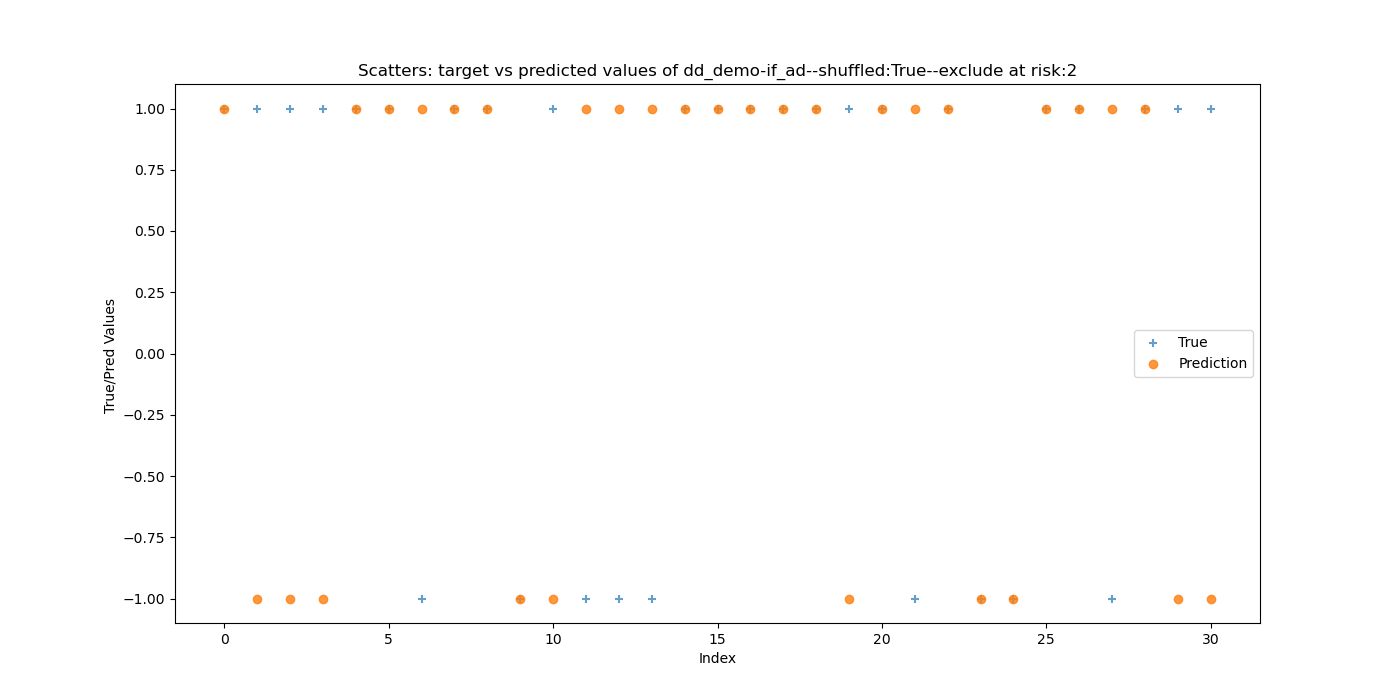 Scatters: target vs predicted values of dd_demo-if_ad--shuffled:True--exclude at risk:2
1.00
0.75
0.50
0.25
0.00
−0.25
−0.50
−0.75
−1.00
True/Pred Values
True
Prediction
0 5 10 15 20 25 30
Index